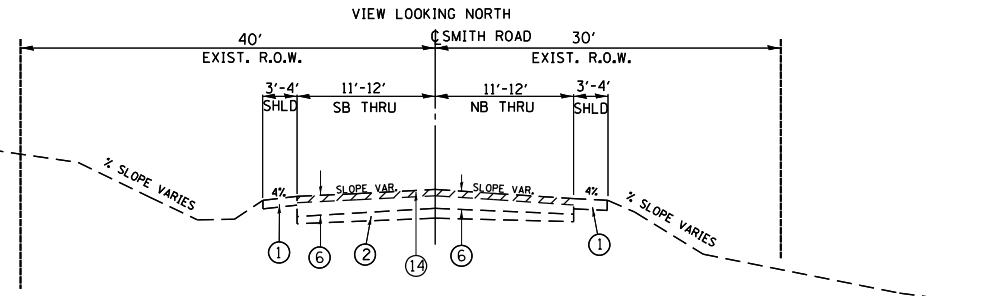 VIEW LOOKING NORTH
℄ SMITH ROAD
40' 30'
EXIST. R.O.W. EXIST. R.O.W.
3'-4' 11'-12' 11'-12' 3'-4'
SHLD SB THRU NB THRU SHLD
% SLOPE VARIES 4% SLOPE VAR. SLOPE VAR. 4% % SLOPE VARIES
1 6 2 14 6 1